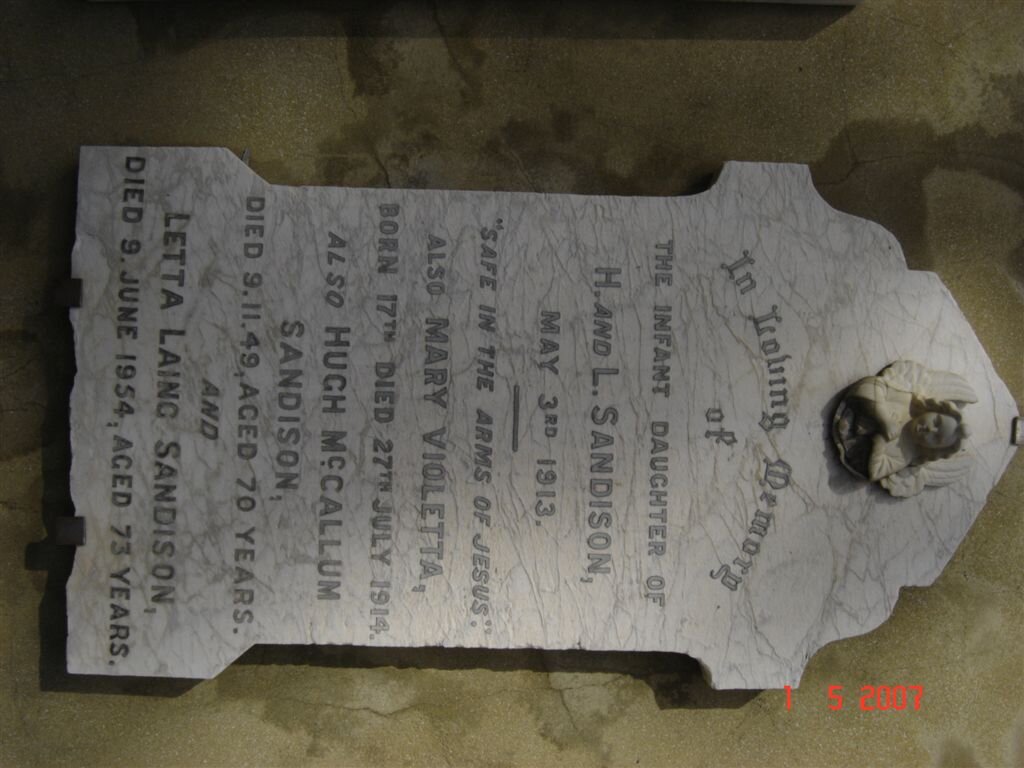 In Loving Memory
of
THE INFANT DAUGHTER OF
H. AND L. SANDISON,
MAY 3RD 1913.
"SAFE IN THE ARMS OF JESUS."
ALSO MARY VIOLETTA,
BORN 17TH DIED 27TH JULY 1914.
ALSO HUGH MCCALLUM
SANDISON,
DIED 9.11.49, AGED 70 YEARS.
AND
LETTA LAING SANDISON,
DIED 9. JUNE 1954, AGED 73 YEARS.
1 5 2007